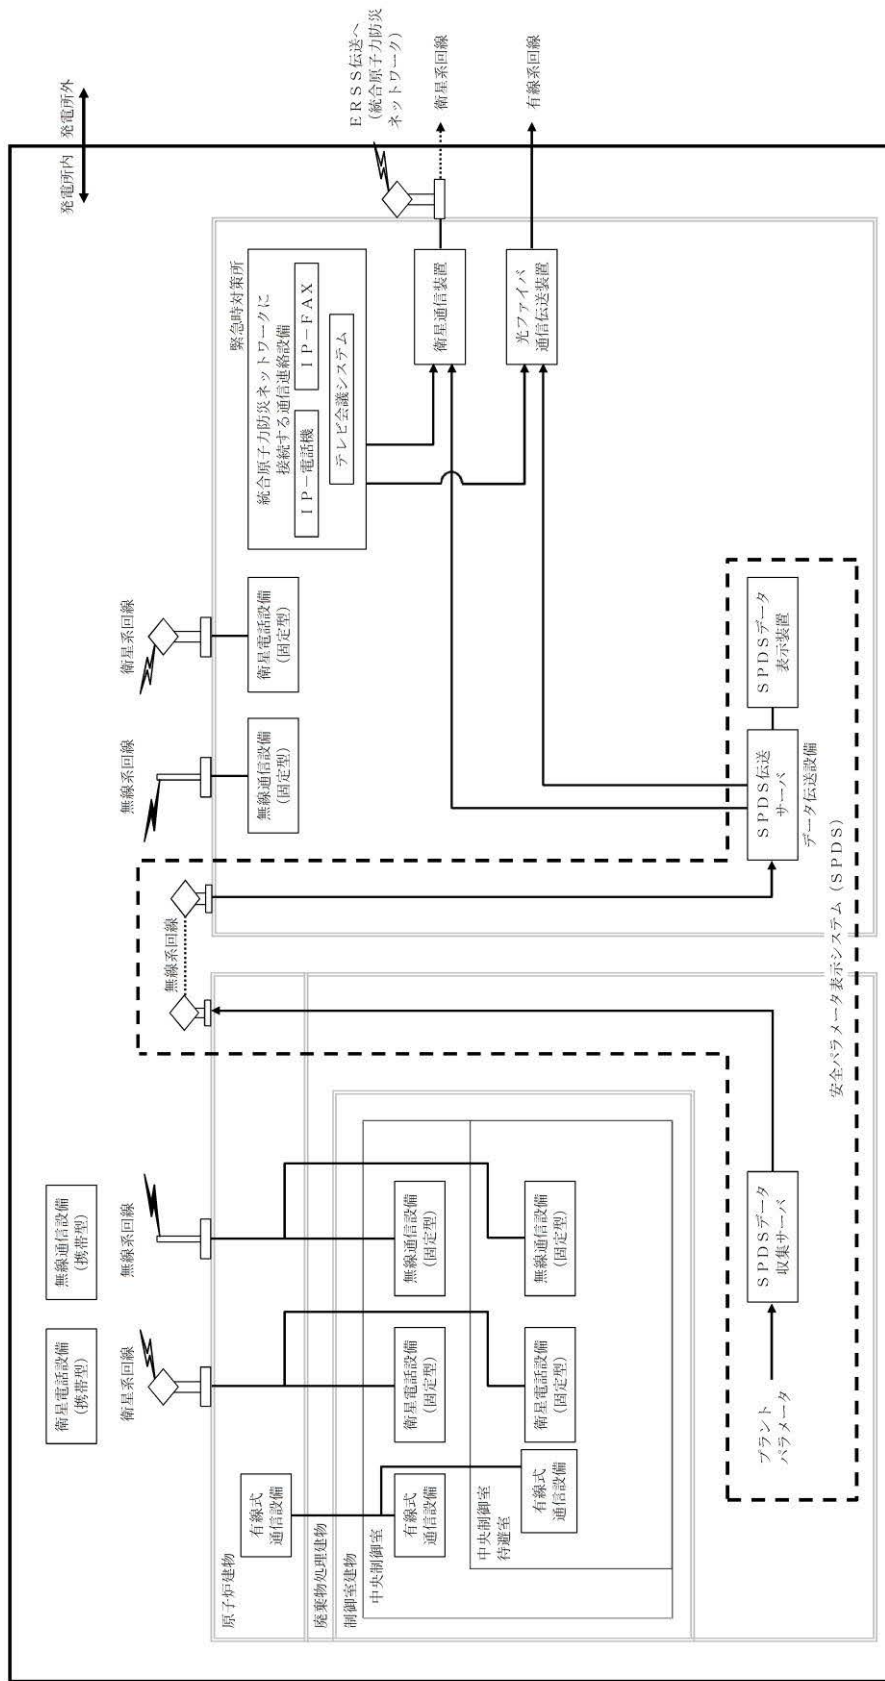 発電所内　発電所外
ＥＲＳＳ伝送へ
（統合原子力防災
ネットワーク）
衛星系回線
有線系回線
緊急時対策所
統合原子力防災ネットワークに
接続する通信連絡設備
ＩＰ－電話機
ＩＰ－ＦＡＸ
テレビ会議システム
衛星通信装置
光ファイバ
通信伝送装置
衛星電話設備
（携帯型）
無線通信設備
（携帯型）
衛星系回線
無線系回線
無線系回線
無線系回線
衛星系回線
無線通信設備
（固定型）
衛星電話設備
（固定型）
原子炉建物
有線式
通信設備
廃棄物処理建物
制御室建物
中央制御室
有線式
通信設備
衛星電話設備
（固定型）
無線通信設備
（固定型）
中央制御室
待避室
有線式
通信設備
衛星電話設備
（固定型）
無線通信設備
（固定型）
プラント
パラメータ
ＳＰＤＳデータ
収集サーバ
ＳＰＤＳ伝送
サーバ
データ伝送設備
ＳＰＤＳデータ
表示装置
安全パラメータ表示システム（ＳＰＤＳ）